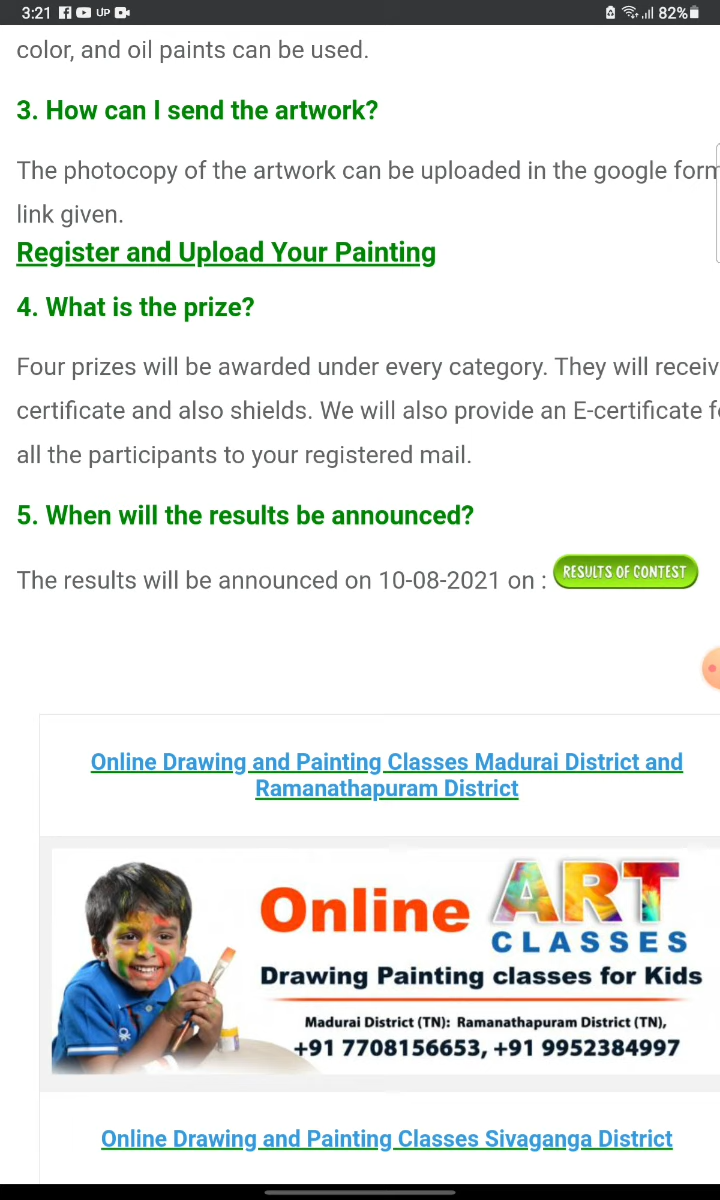 3:21 UP 82%
color, and oil paints can be used.
3. How can I send the artwork?
The photocopy of the artwork can be uploaded in the google form
link given.
Register and Upload Your Painting
4. What is the prize?
Four prizes will be awarded under every category. They will receiv
certificate and also shields. We will also provide an E-certificate f
all the participants to your registered mail.
5. When will the results be announced?
The results will be announced on 10-08-2021 on : RESULTS OF CONTEST
Online Drawing and Painting Classes Madurai District and
Ramanathapuram District
Online ART
CLASSES
Drawing Painting classes for Kids
Madurai District (TN): Ramanathapuram District (TN),
+91 7708156653, +91 9952384997
Online Drawing and Painting Classes Sivaganga District